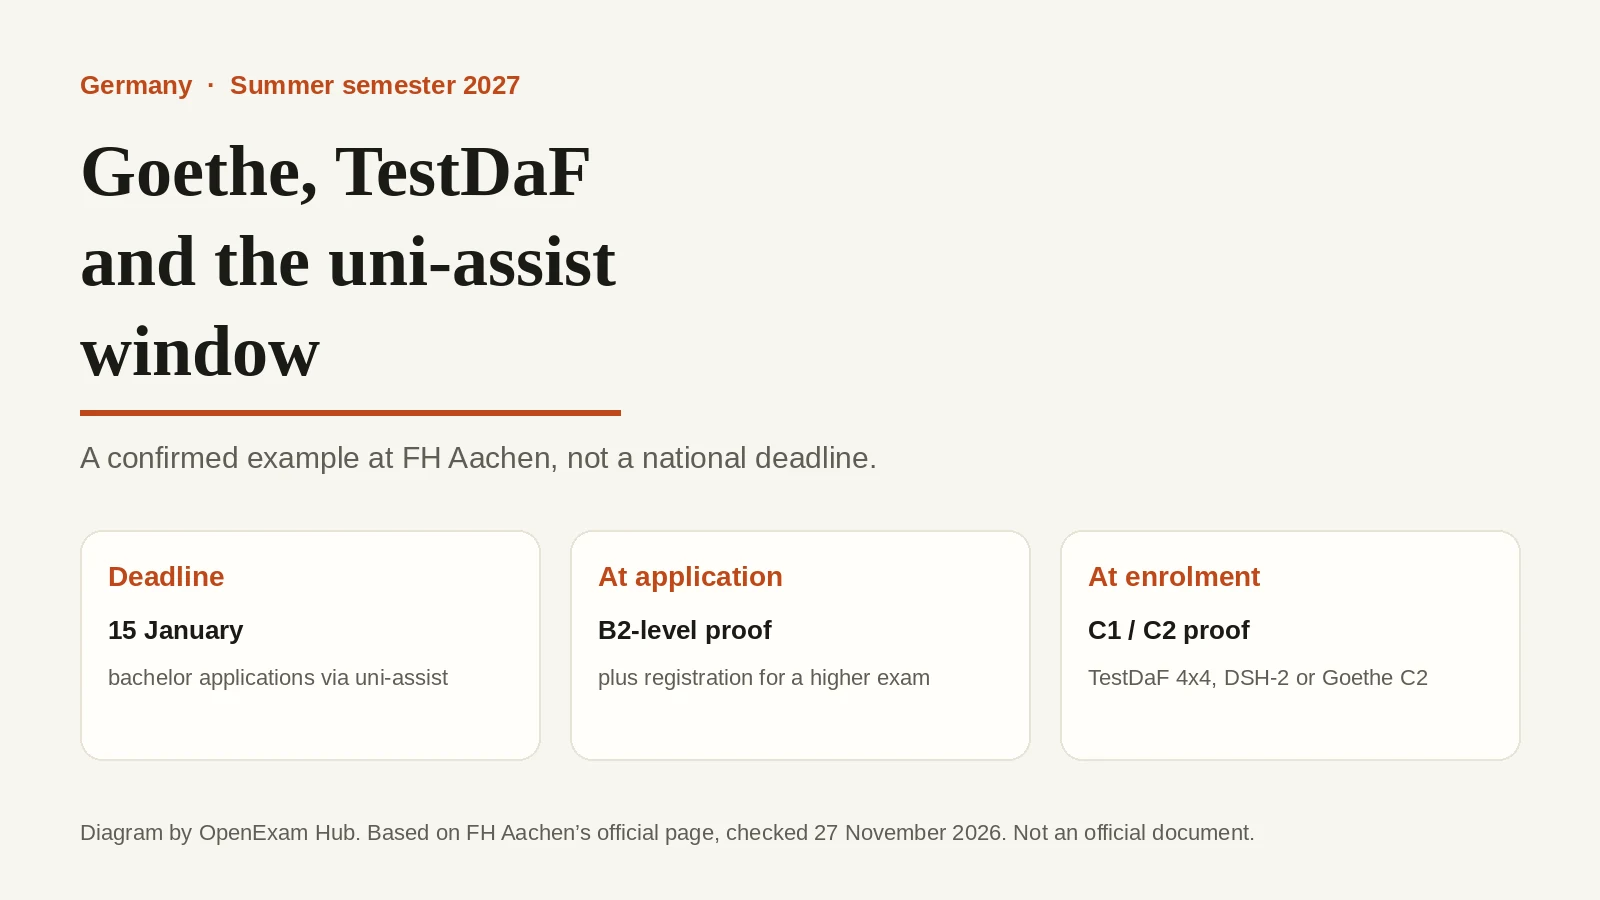 Germany · Summer semester 2027
Goethe, TestDaF
and the uni-assist
window
A confirmed example at FH Aachen, not a national deadline.
Deadline
15 January
bachelor applications via uni-assist
At application
B2-level proof
plus registration for a higher exam
At enrolment
C1 / C2 proof
TestDaF 4x4, DSH-2 or Goethe C2
Diagram by OpenExam Hub. Based on FH Aachen’s official page, checked 27 November 2026. Not an official document.